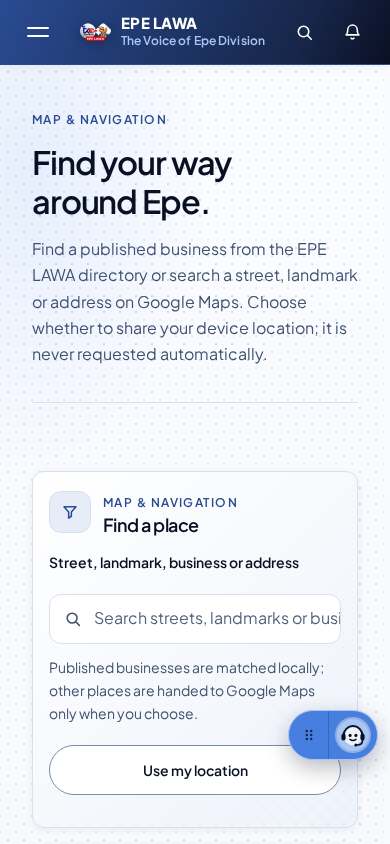 EPE LAWA
The Voice of Epe Division
MAP & NAVIGATION
Find your way
around Epe.
Find a published business from the EPE
LAWA directory or search a street, landmark
or address on Google Maps. Choose
whether to share your device location; it is
never requested automatically.
MAP & NAVIGATION
Find a place
Street, landmark, business or address
Search streets, landmarks or busi
Published businesses are matched locally;
other places are handed to Google Maps
only when you choose.
Use my location